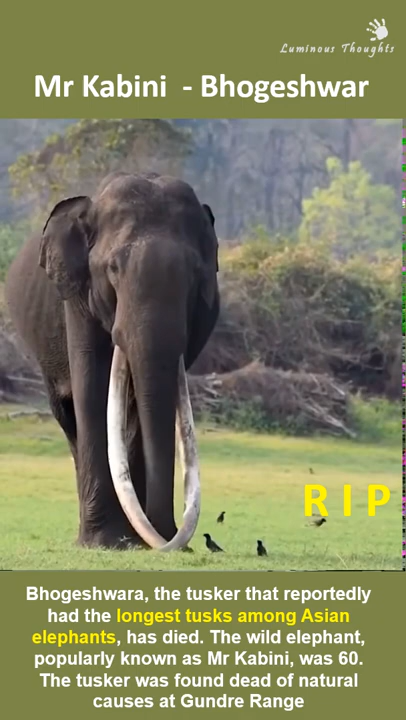 Luminous Thoughts
Mr Kabini - Bhogeshwar
R I P
Bhogeshwara, the tusker that reportedly
had the longest tusks among Asian
elephants, has died. The wild elephant,
popularly known as Mr Kabini, was 60.
The tusker was found dead of natural
causes at Gundre Range